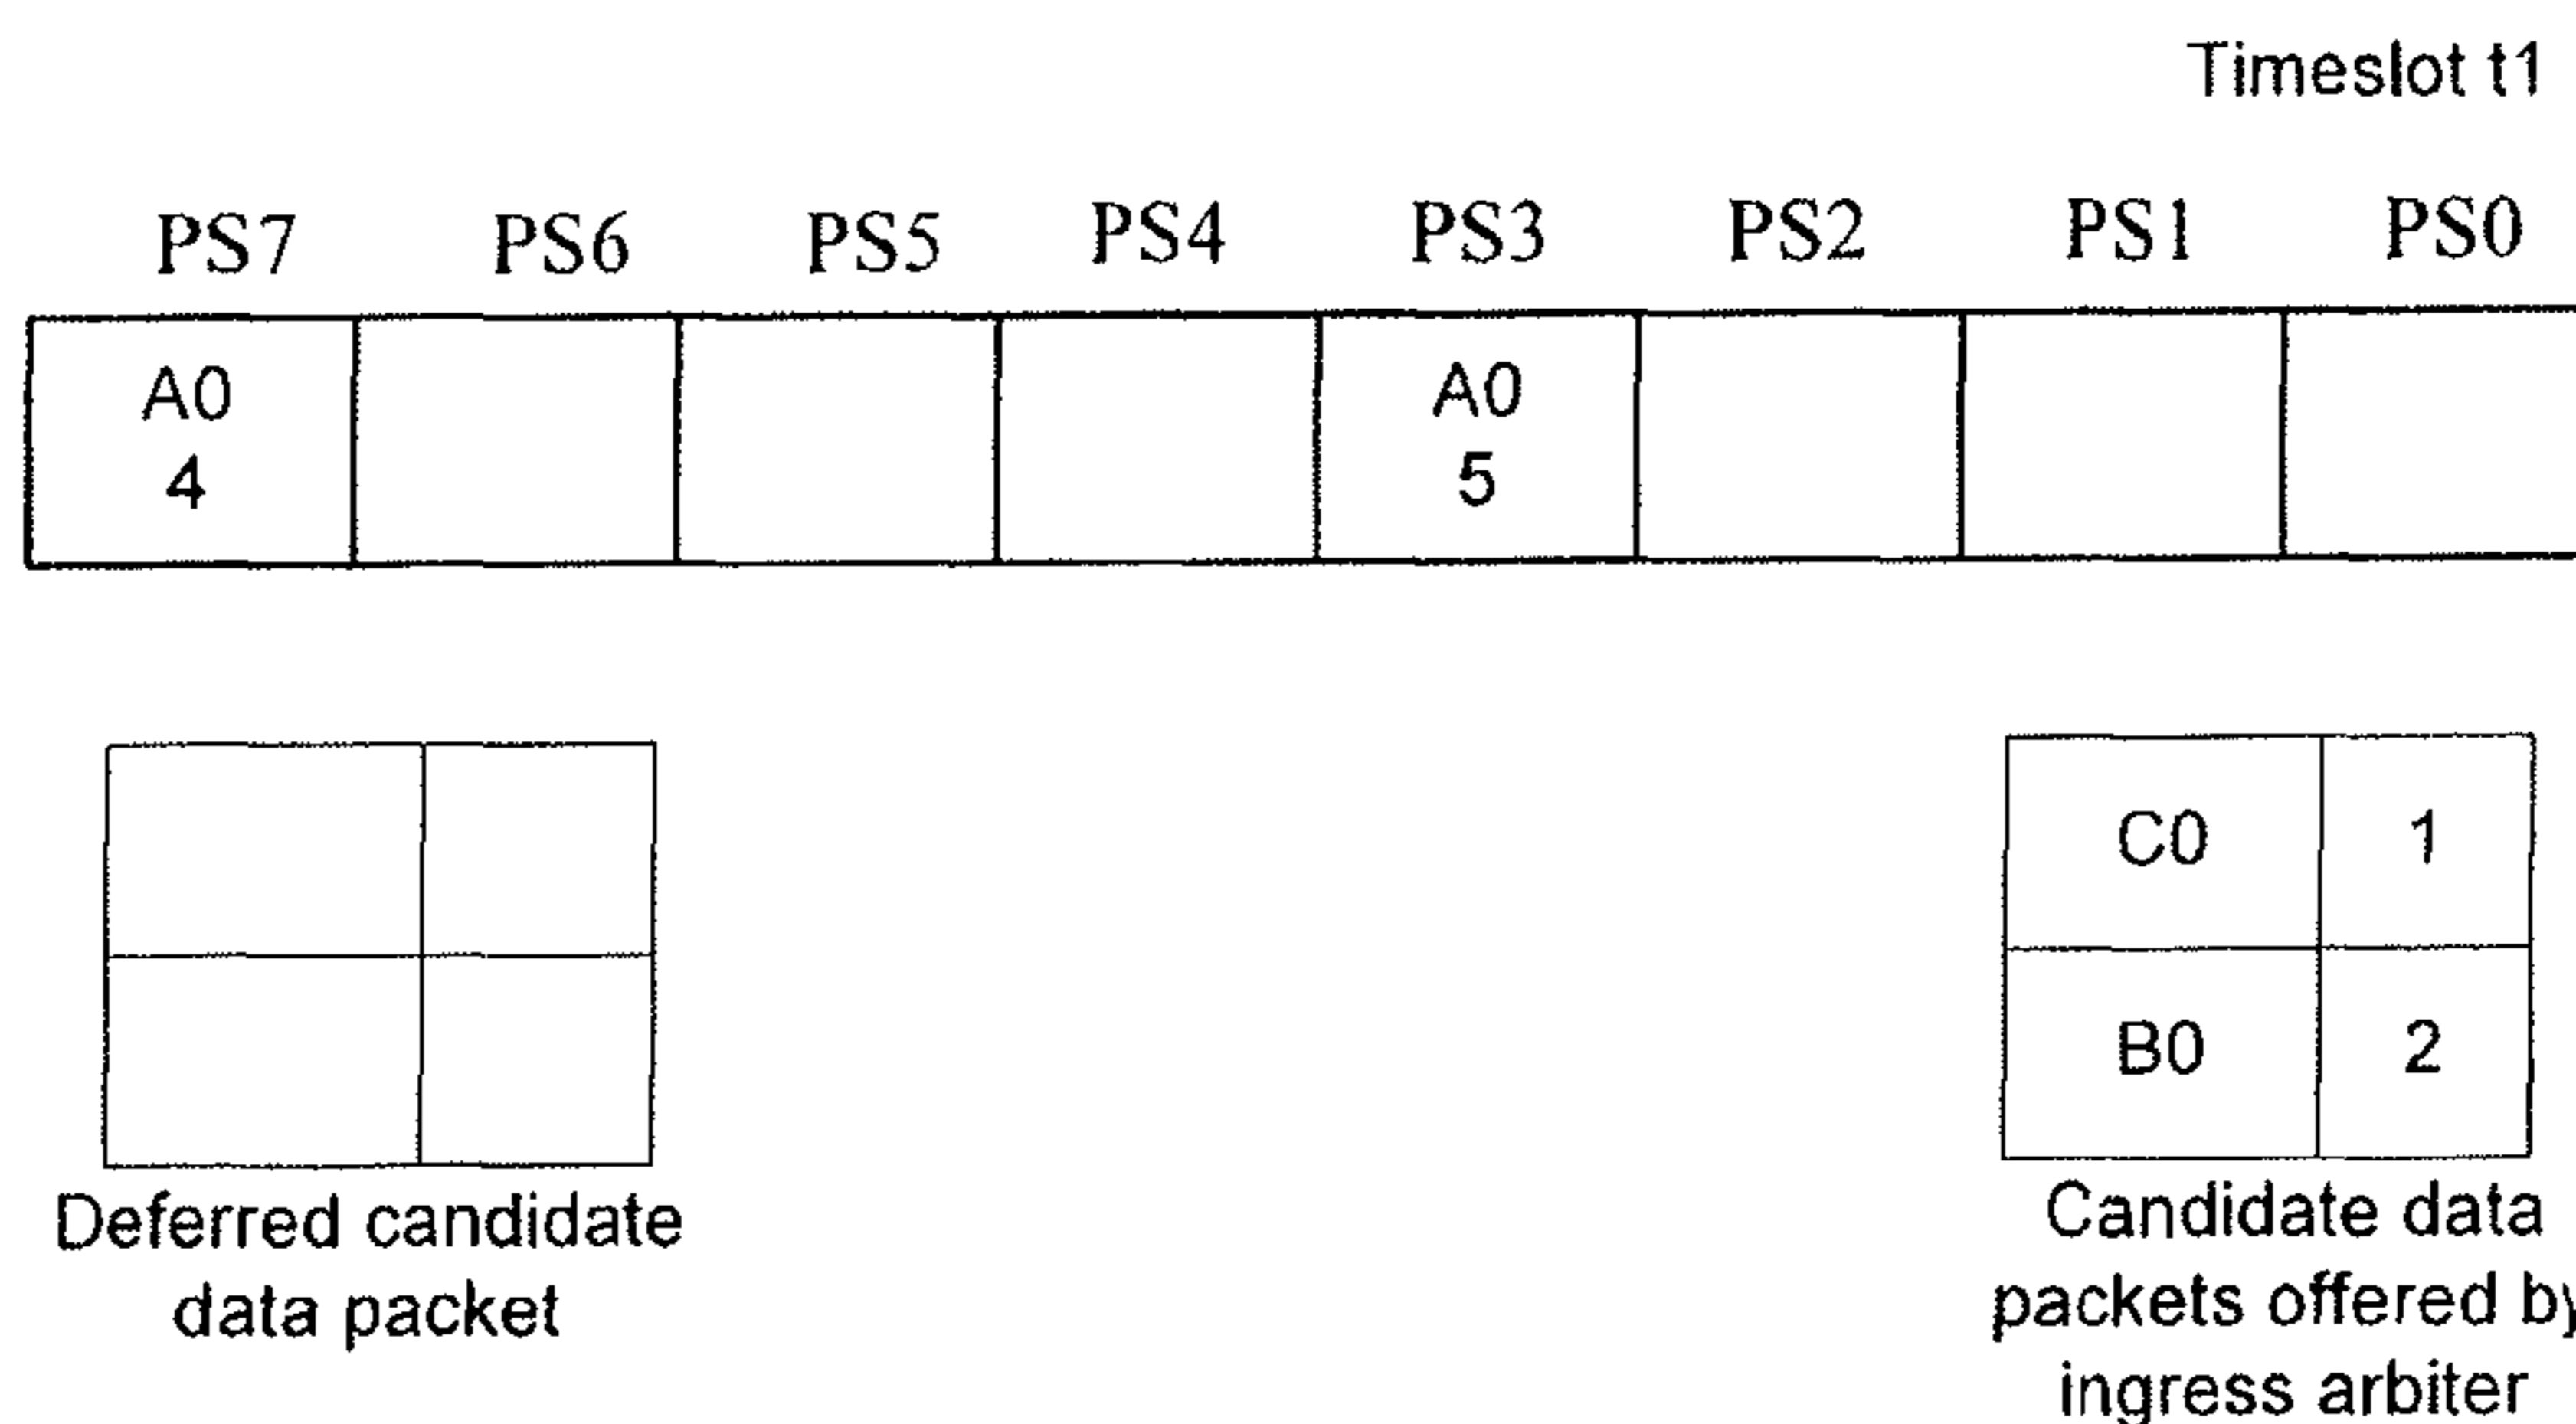 Timeslot t1
PS7 PS6 PS5 PS4 PS3 PS2 PS1 PS0
A0 A0
4 5
C0 1
B0 2
Deferred candidate
data packet
Candidate data
packets offered by
ingress arbiter